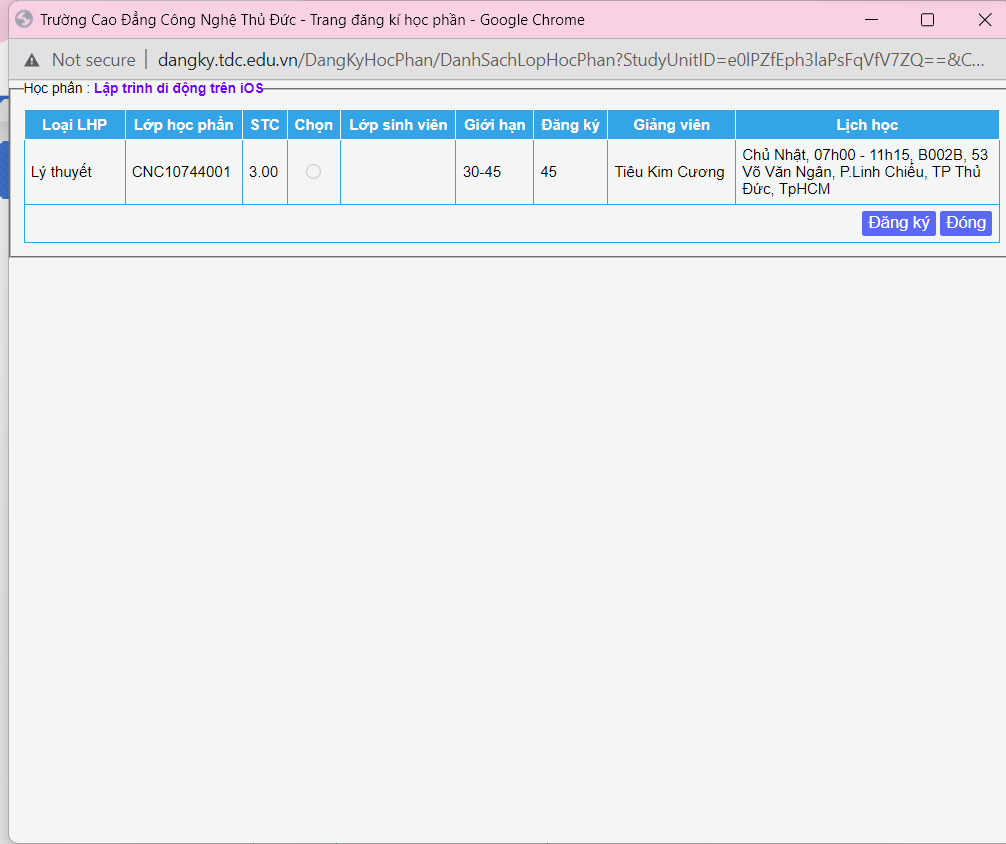 Trường Cao Đẳng Công Nghệ Thủ Đức - Trang đăng kí học phần - Google Chrome
Not secure | dangky.tdc.edu.vn/DangKyHocPhan/DanhSachLopHocPhan?StudyUnitID=e0lPZfEph3laPsFqVfV7ZQ==&C...
Học phần : Lập trình di động trên iOS
Loại LHP Lớp học phần STC Chọn Lớp sinh viên Giới hạn Đăng ký Giảng viên Lịch học
Lý thuyết CNC10744001 3.00 30-45 45 Tiêu Kim Cương Chủ Nhật, 07h00 - 11h15, B002B, 53
Võ Văn Ngân, P.Linh Chiểu, TP Thủ
Đức, TpHCM
Đăng ký Đóng